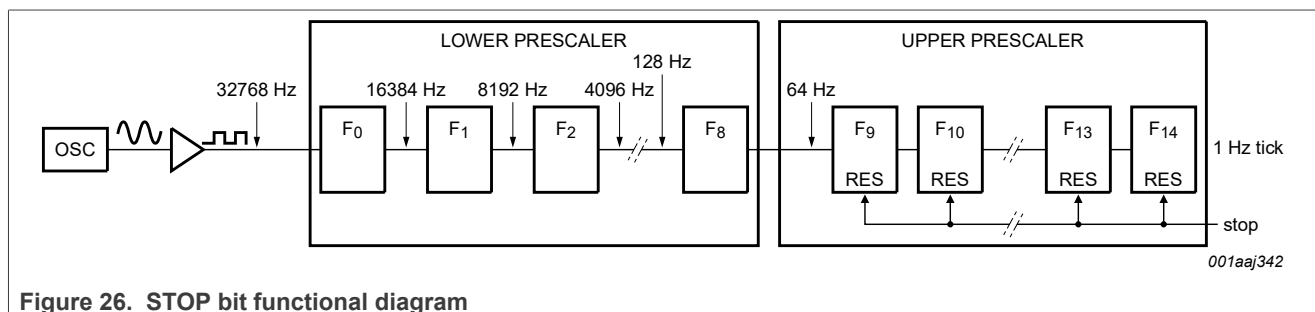 LOWER PRESCALER
UPPER PRESCALER
128 Hz
32768 Hz
16384 Hz
8192 Hz
4096 Hz
64 Hz
OSC
F0
F1
F2
F8
F9
RES
F10
RES
F13
RES
F14
RES
1 Hz tick
stop
001aaj342
Figure 26. STOP bit functional diagram